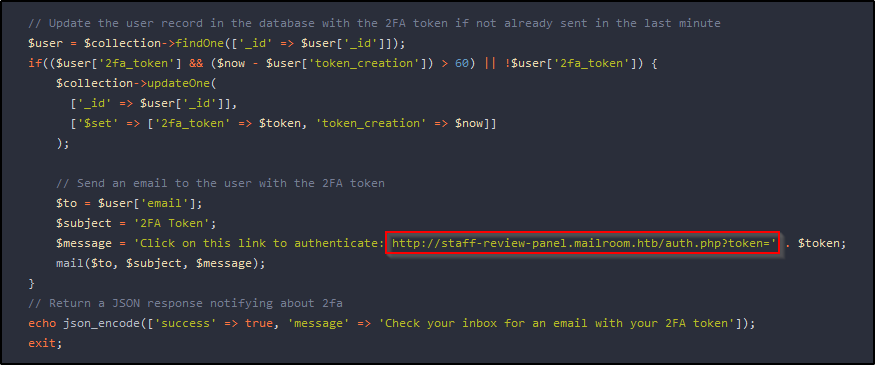 // Update the user record in the database with the 2FA token if not already sent in the last minute
$user = $collection->findOne(['_id' => $user['_id']]);
if(($user['2fa_token'] && ($now - $user['token_creation']) > 60) || !$user['2fa_token']) {
$collection->updateOne(
['_id' => $user['_id']],
['$set' => ['2fa_token' => $token, 'token_creation' => $now]]
);
// Send an email to the user with the 2FA token
$to = $user['email'];
$subject = '2FA Token';
$message = 'Click on this link to authenticate: http://staff-review-panel.mailroom.htb/auth.php?token=' . $token;
mail($to, $subject, $message);
}
// Return a JSON response notifying about 2fa
echo json_encode(['success' => true, 'message' => 'Check your inbox for an email with your 2FA token']);
exit;